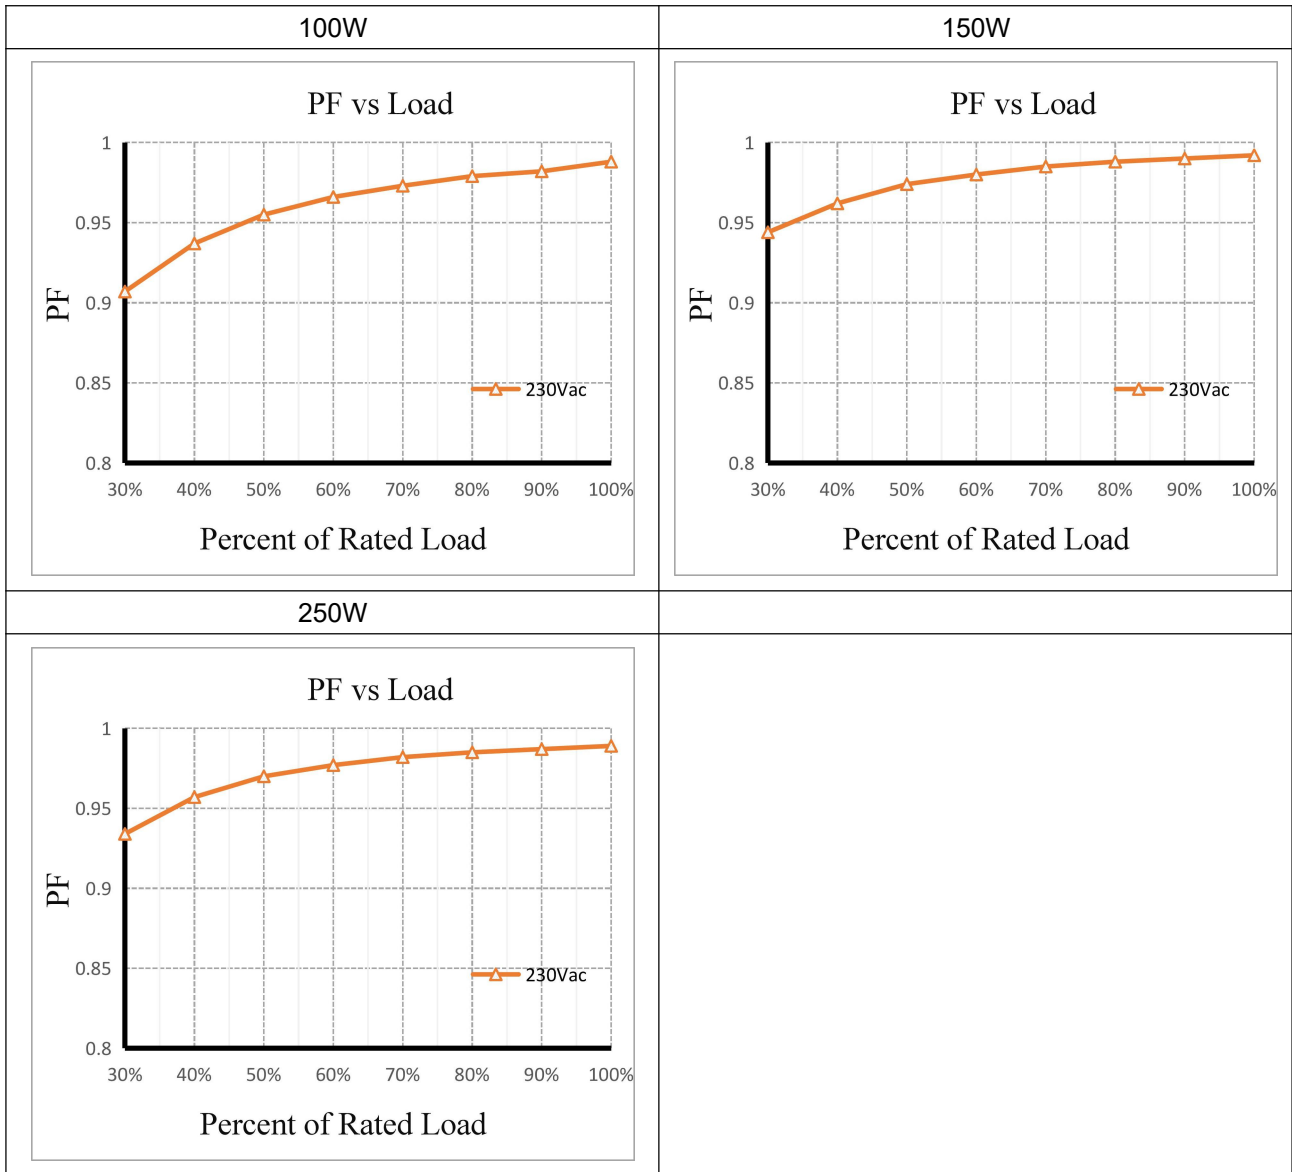 100W
150W
PF vs Load
1
0.95
0.9
0.85
0.8
PF
230Vac
30% 40% 50% 60% 70% 80% 90% 100%
Percent of Rated Load
PF vs Load
1
0.95
0.9
0.85
0.8
PF
230Vac
30% 40% 50% 60% 70% 80% 90% 100%
Percent of Rated Load
250W
PF vs Load
1
0.95
0.9
0.85
0.8
PF
230Vac
30% 40% 50% 60% 70% 80% 90% 100%
Percent of Rated Load